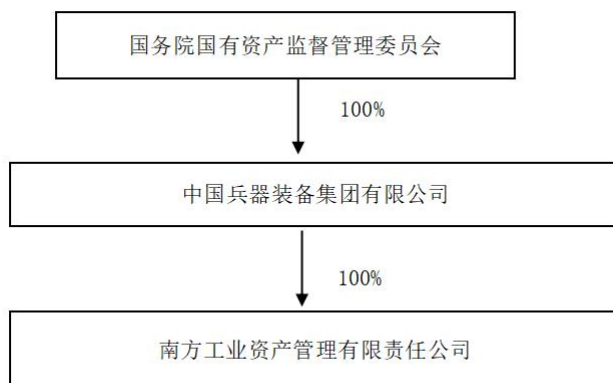 国务院国有资产监督管理委员会
100%
中国兵器装备集团有限公司
100%
南方工业资产管理有限责任公司